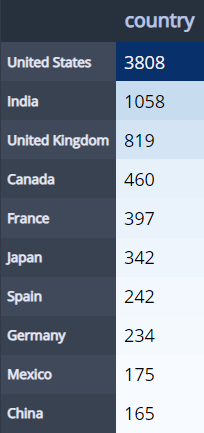 country
United States 3808
India 1058
United Kingdom 819
Canada 460
France 397
Japan 342
Spain 242
Germany 234
Mexico 175
China 165